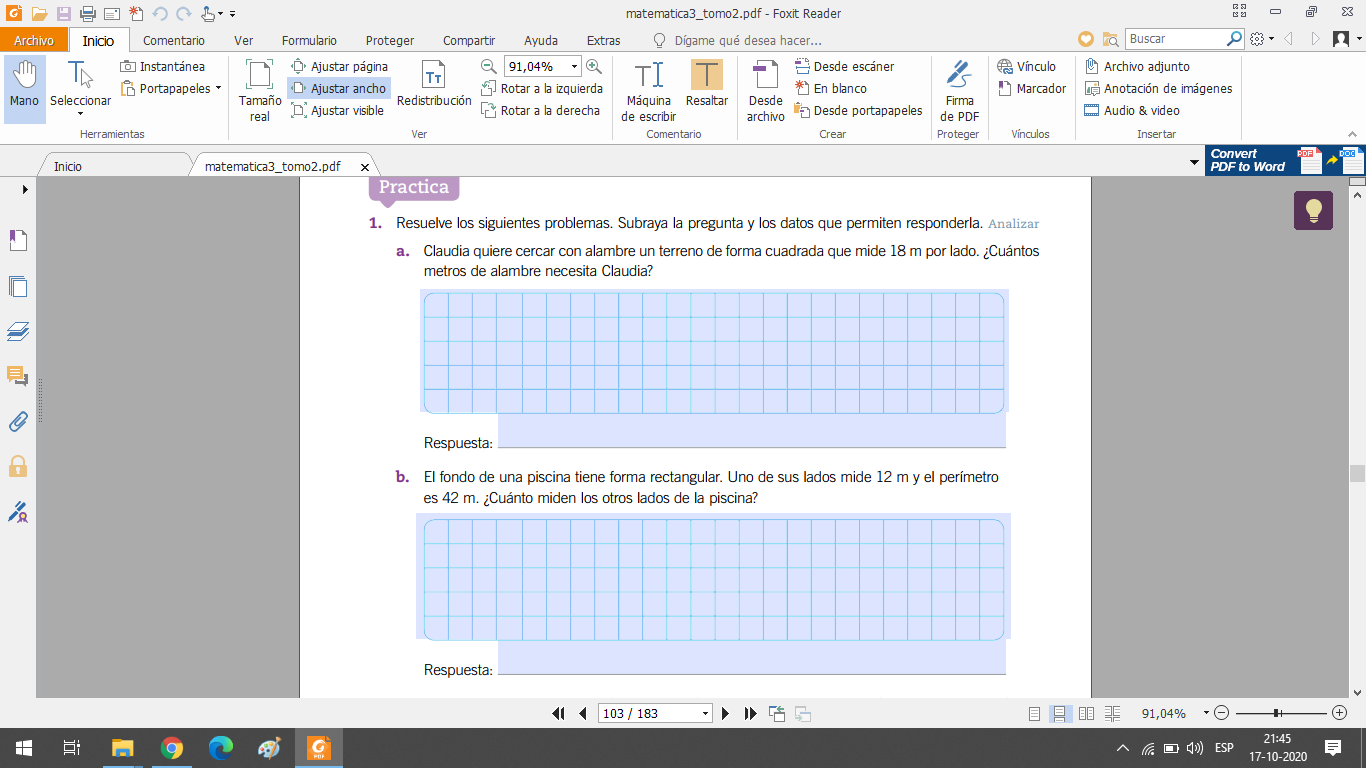 matematica3_tomo2.pdf - Foxit Reader
Archivo Inicio Comentario Ver Formulario Proteger Compartir Ayuda Extras Dígame qué desea hacer... Buscar
Mano
Seleccionar
Instantánea
Portapapeles
Herramientas
Tamaño real
Ajustar página
Ajustar ancho
Ajustar visible
Redistribución
91,04%
Rotar a la izquierda
Rotar a la derecha
Ver
Máquina de escribir
Resaltar
Comentario
Desde archivo
Desde escáner
En blanco
Desde portapapeles
Crear
Firma de PDF
Proteger
Vínculo
Marcador
Vínculos
Archivo adjunto
Anotación de imágenes
Audio & video
Insertar
Inicio
matematica3_tomo2.pdf
Convert
PDF to Word
PDF DOC
Practica
1. Resuelve los siguientes problemas. Subraya la pregunta y los datos que permiten responderla. Analizar
a. Claudia quiere cercar con alambre un terreno de forma cuadrada que mide 18 m por lado. ¿Cuántos
metros de alambre necesita Claudia?
Respuesta:
b. El fondo de una piscina tiene forma rectangular. Uno de sus lados mide 12 m y el perímetro
es 42 m. ¿Cuánto miden los otros lados de la piscina?
Respuesta:
103 / 183
91,04%
ESP
21:45
17-10-2020